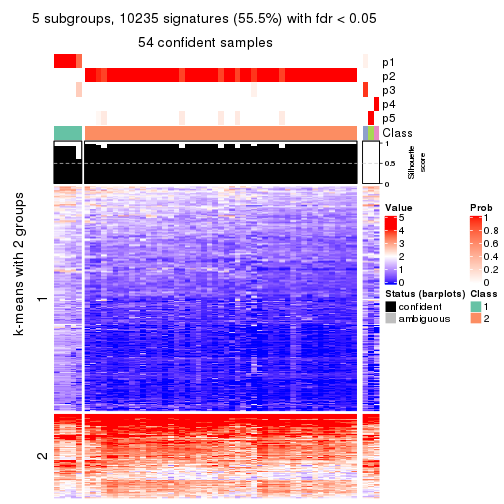 5 subgroups, 10235 signatures (55.5%) with fdr < 0.05
54 confident samples
p1
p2
p3
p4
p5
Class
1
0.5
0
Silhouette
score
k-means with 2 groups
1
2
Value
5
4
3
2
1
0
Prob
1
0.8
0.6
0.4
0.2
0
Status (barplots)
confident
ambiguous
Class
1
2